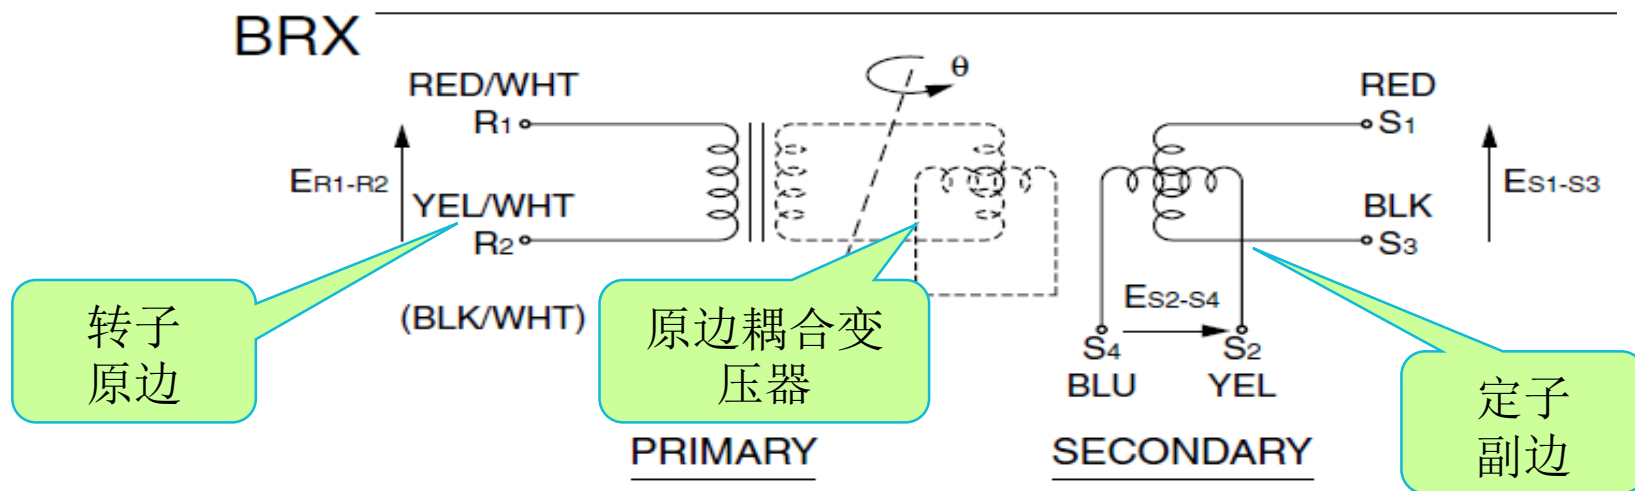 BRX
θ
RED/WHT
R1
RED
S1
ER1-R2
ES1-S3
YEL/WHT
R2
BLK
S3
(BLK/WHT)
转子
原边
原边耦合变
压器
ES2-S4
S4
S2
BLU
YEL
定子
副边
PRIMARY
SECONDARY